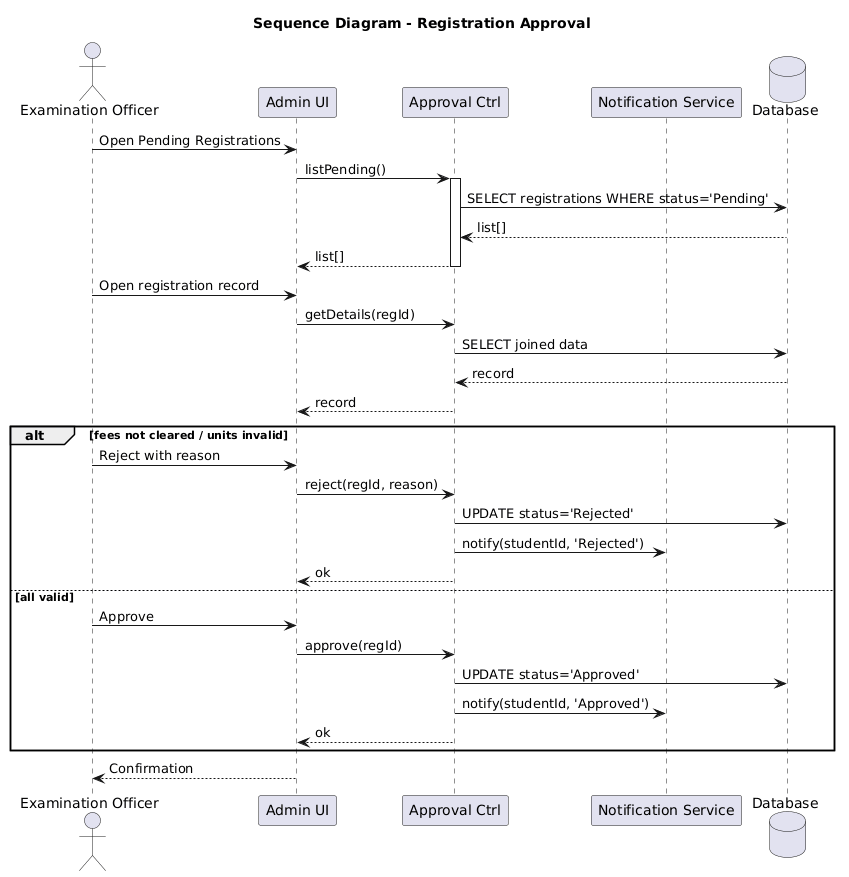 Sequence Diagram - Registration Approval
Examination Officer
Admin UI
Approval Ctrl
Notification Service
Database
Open Pending Registrations
listPending()
SELECT registrations WHERE status='Pending'
list[]
list[]
Open registration record
getDetails(regId)
SELECT joined data
record
record
alt
[fees not cleared / units invalid]
Reject with reason
reject(regId, reason)
UPDATE status='Rejected'
notify(studentId, 'Rejected')
ok
[all valid]
Approve
approve(regId)
UPDATE status='Approved'
notify(studentId, 'Approved')
ok
Confirmation
Examination Officer
Admin UI
Approval Ctrl
Notification Service
Database